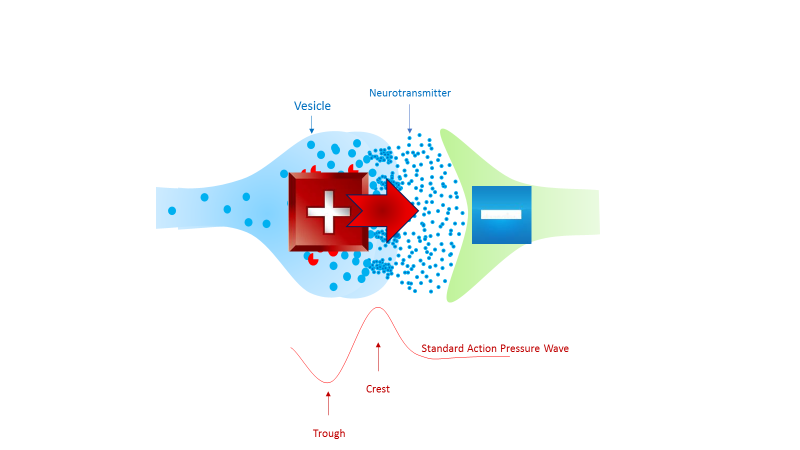 Neurotransmitter
Vesicle
Standard Action Pressure Wave
Crest
Trough